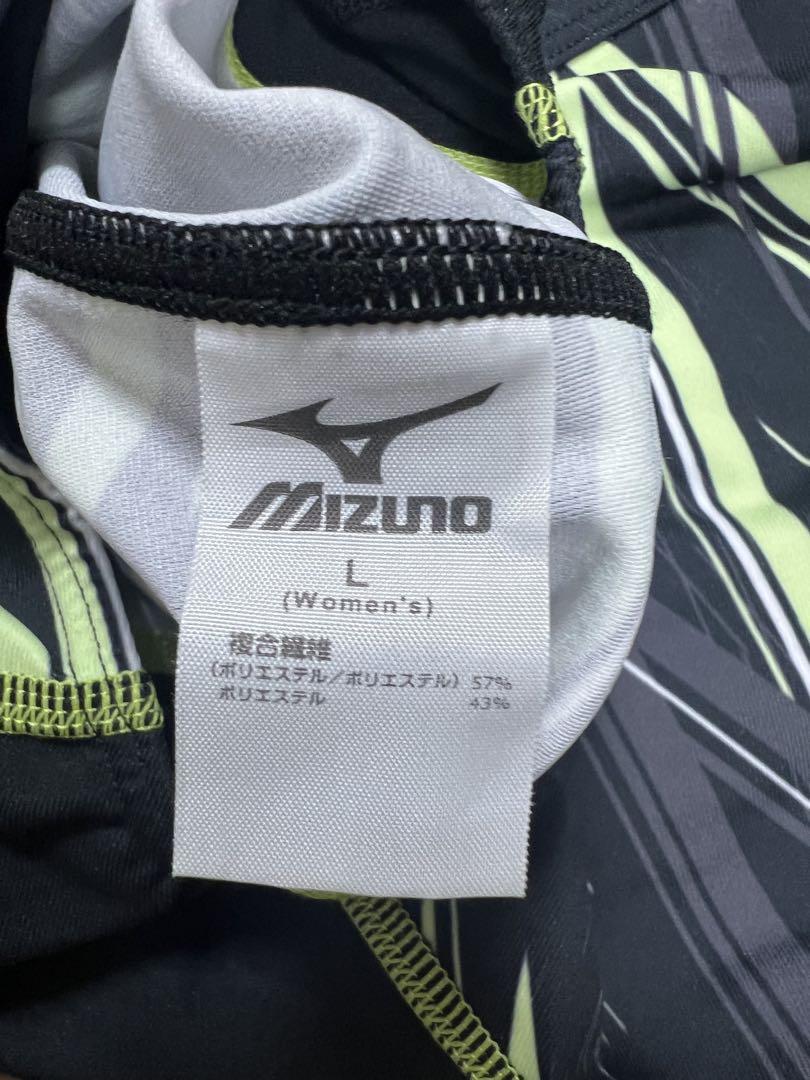 MIZUNO
L
(Women's)
複合繊維
(ポリエステル/ポリエステル) 57%
ポリエステル 43%